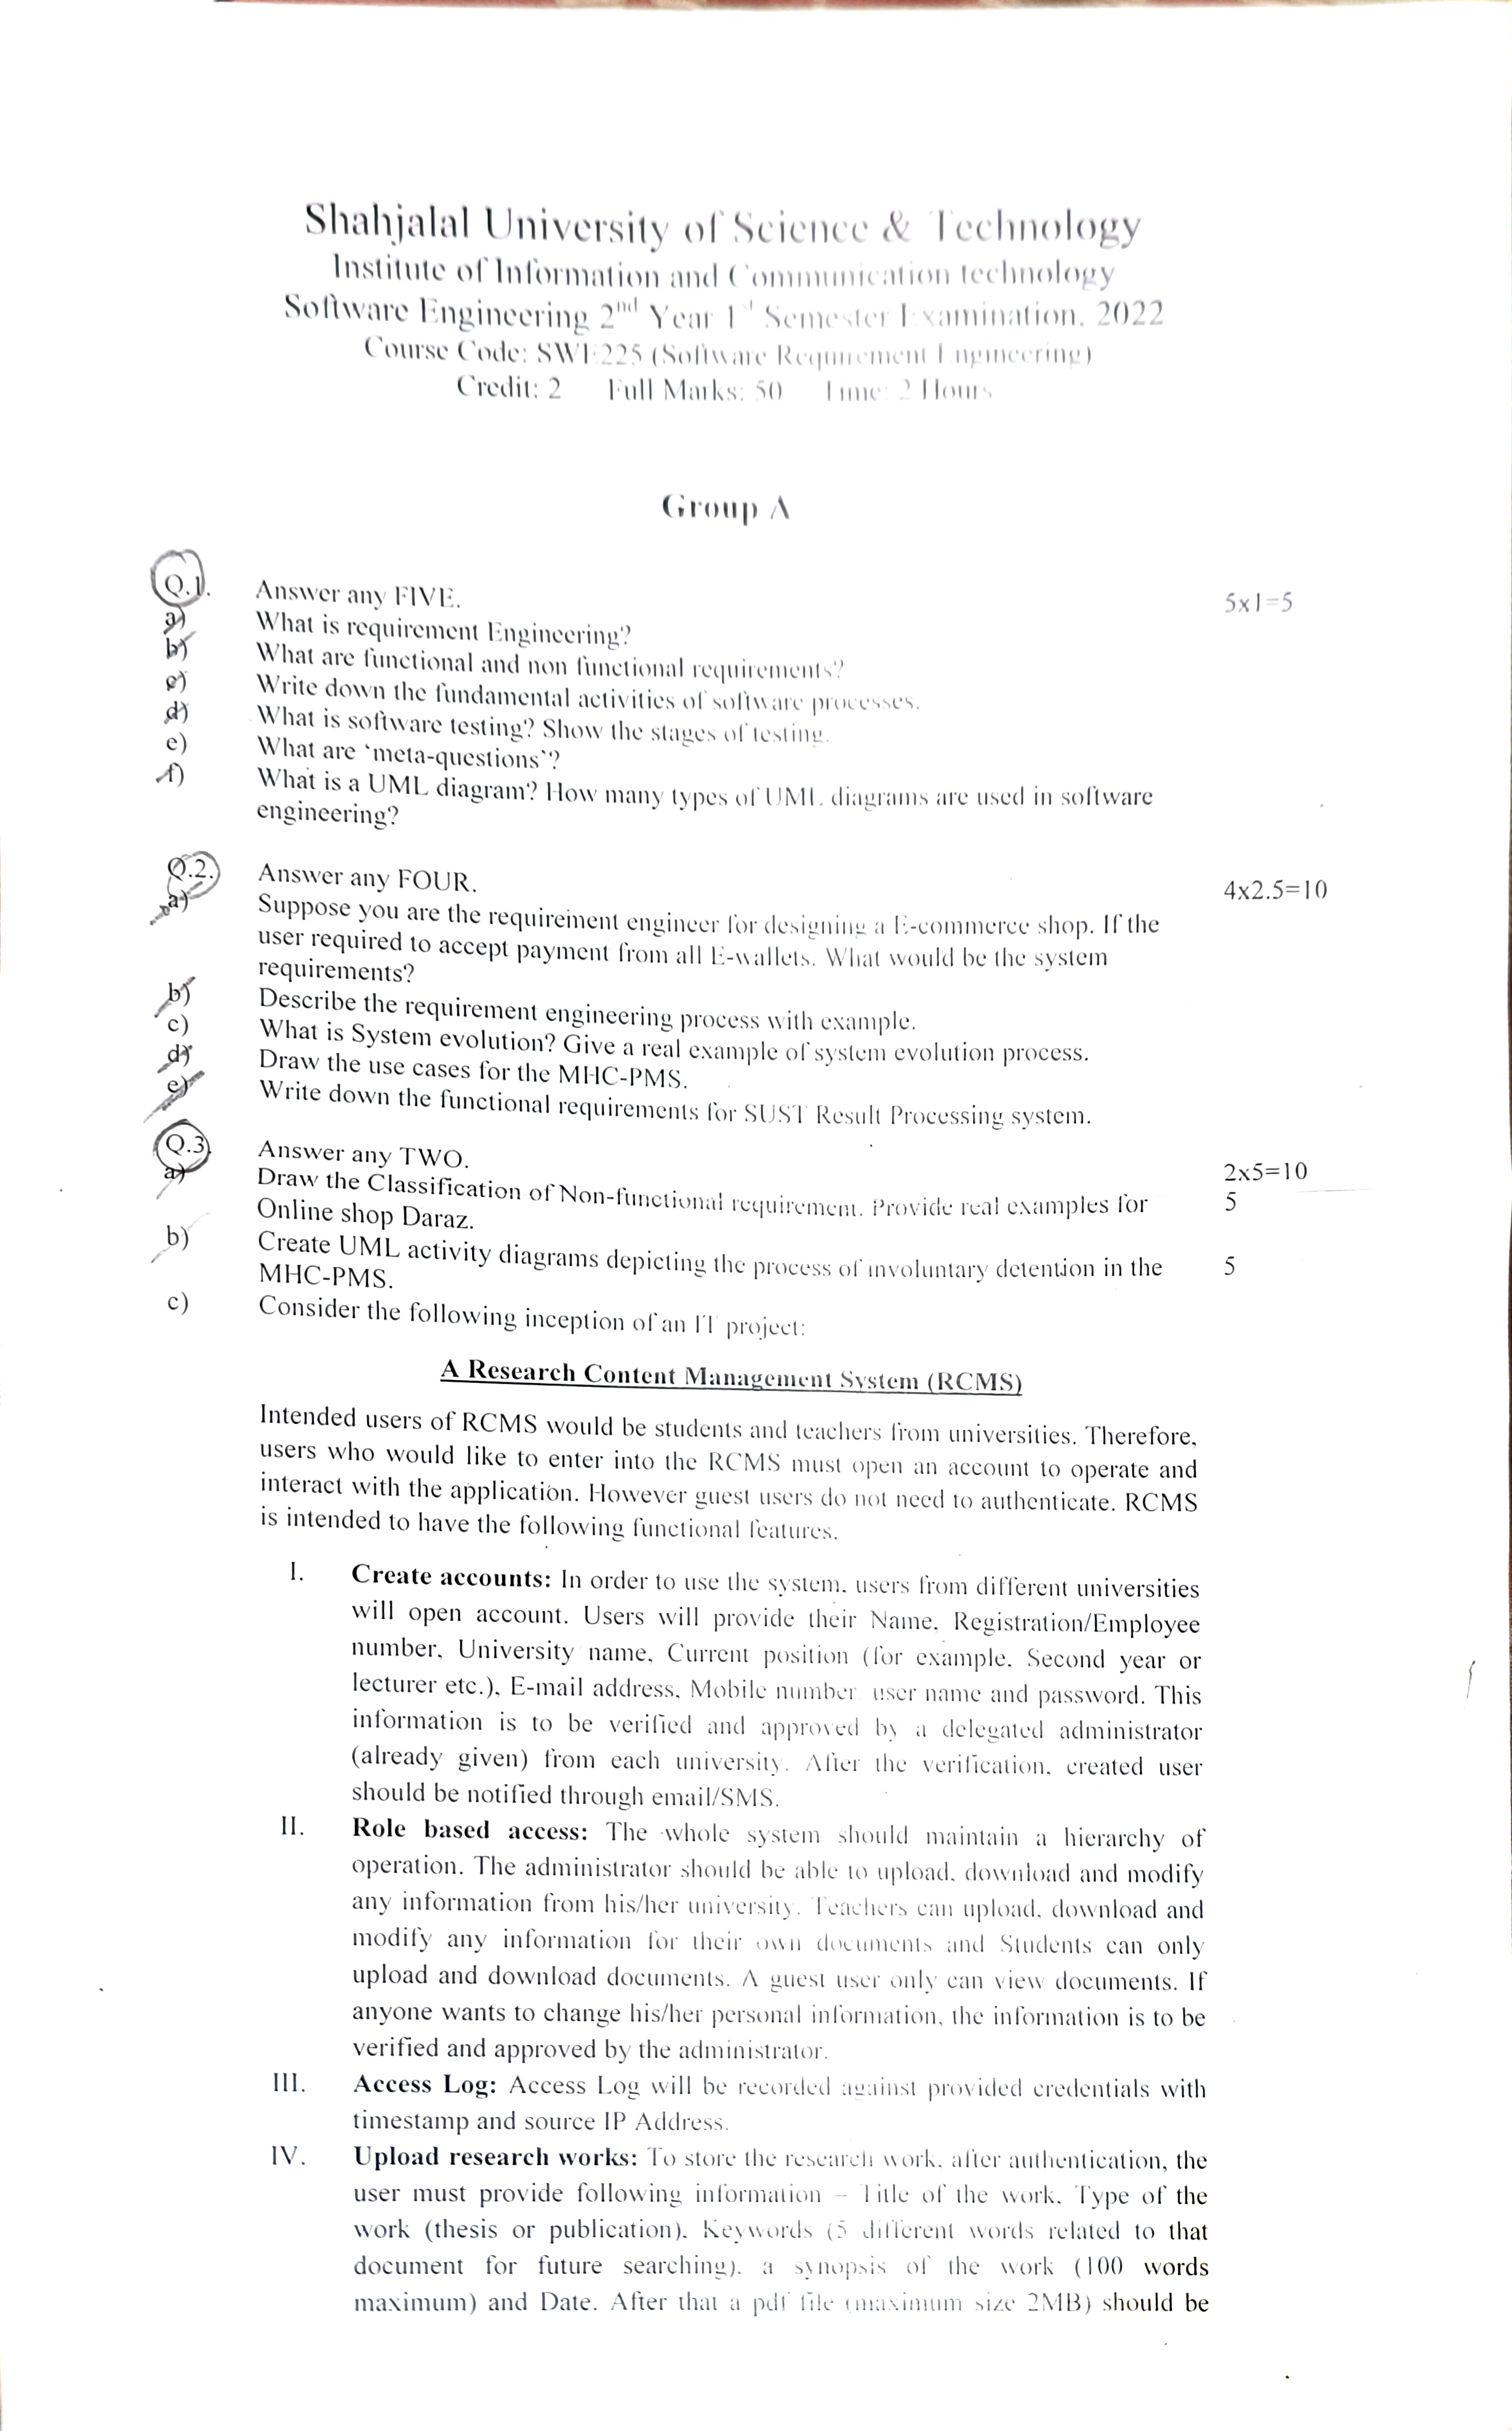 Shahjalal University of Science & Technology
Institute of Information and Communication technology
Software Engineering 2nd Year 1st Semester Examination, 2022
Course Code: SWE225 (Software Requirement Engineering)
Credit: 2 Full Marks: 50 Time: 2 Hours
Group A
Q.1. Answer any FIVE. 5x1=5
a) What is requirement Engineering?
b) What are functional and non functional requirements?
c) Write down the fundamental activities of software processes.
d) What is software testing? Show the stages of testing.
e) What are 'meta-questions'?
f) What is a UML diagram? How many types of UML diagrams are used in software
engineering?
Q.2. Answer any FOUR. 4x2.5=10
a) Suppose you are the requirement engineer for designing a E-commerce shop. If the
user required to accept payment from all E-wallets. What would be the system
requirements?
b) Describe the requirement engineering process with example.
c) What is System evolution? Give a real example of system evolution process.
d) Draw the use cases for the MHC-PMS.
e) Write down the functional requirements for SUST Result Processing system.
Q.3. Answer any TWO. 2x5=10
a) Draw the Classification of Non-functional requirement. Provide real examples for 5
Online shop Daraz.
b) Create UML activity diagrams depicting the process of involuntary detention in the 5
MHC-PMS.
c) Consider the following inception of an IT project:
A Research Content Management System (RCMS)
Intended users of RCMS would be students and teachers from universities. Therefore,
users who would like to enter into the RCMS must open an account to operate and
interact with the application. However guest users do not need to authenticate. RCMS
is intended to have the following functional features.
I. Create accounts: In order to use the system, users from different universities
will open account. Users will provide their Name, Registration/Employee
number, University name, Current position (for example, Second year or
lecturer etc.), E-mail address, Mobile number user name and password. This
information is to be verified and approved by a delegated administrator
(already given) from each university. After the verification, created user
should be notified through email/SMS.
II. Role based access: The whole system should maintain a hierarchy of
operation. The administrator should be able to upload, download and modify
any information from his/her university. Teachers can upload, download and
modify any information for their own documents and Students can only
upload and download documents. A guest user only can view documents. If
anyone wants to change his/her personal information, the information is to be
verified and approved by the administrator.
III. Access Log: Access Log will be recorded against provided credentials with
timestamp and source IP Address.
IV. Upload research works: To store the research work, after authentication, the
user must provide following information – Title of the work, Type of the
work (thesis or publication), Keywords (5 different words related to that
document for future searching), a synopsis of the work (100 words
maximum) and Date. After that a pdf file (maximum size 2MB) should be